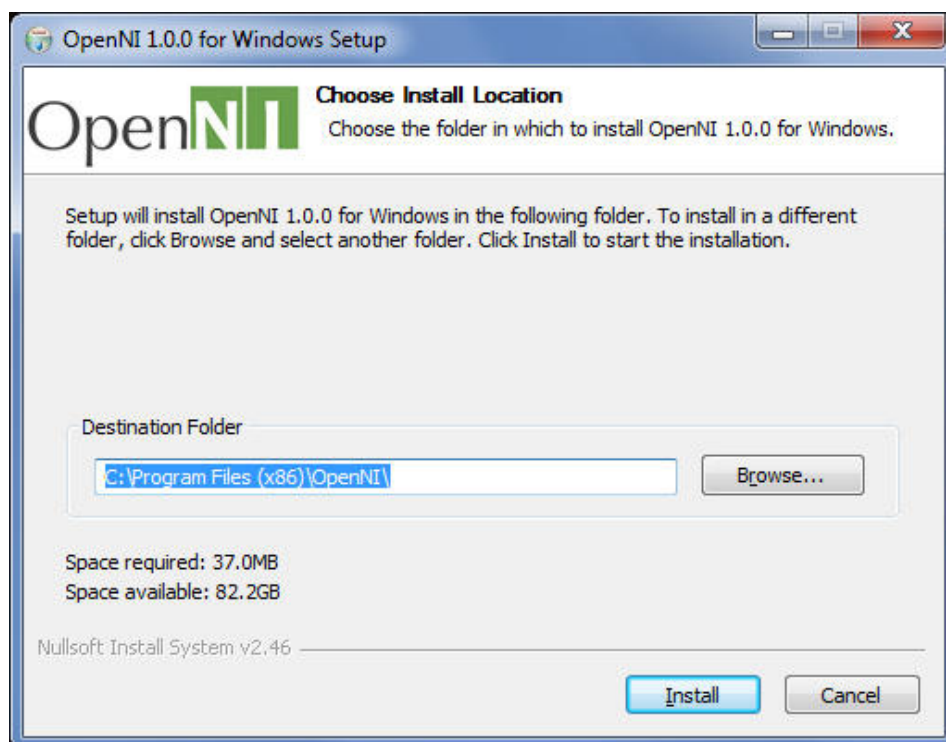 OpenNI 1.0.0 for Windows Setup
OpenNI
Choose Install Location
Choose the folder in which to install OpenNI 1.0.0 for Windows.
Setup will install OpenNI 1.0.0 for Windows in the following folder. To install in a different
folder, click Browse and select another folder. Click Install to start the installation.
Destination Folder
C:\Program Files (x86)\OpenNI\
Browse...
Space required: 37.0MB
Space available: 82.2GB
Nullsoft Install System v2.46
Install
Cancel